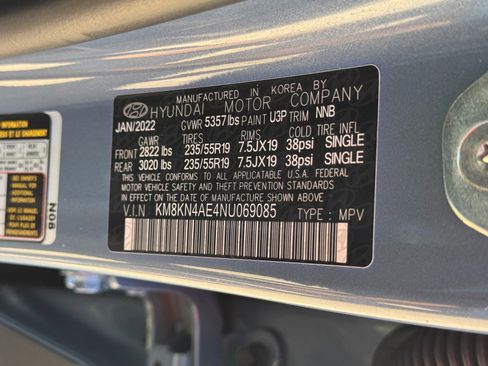 MANUFACTURED IN KOREA BY
HYUNDAI MOTOR COMPANY
JAN/2022 GVWR 5357lbs PAINT U3P TRIM NNB
GAWR TIRES RIMS COLD TIRE INFL
FRONT 2822 lbs 235/55R19 7.5JX19 38psi SINGLE
REAR 3020 lbs 235/55R19 7.5JX19 38psi SINGLE
THIS VEHICLE CONFORMS TO ALL APPLICABLE U.S.A. FEDERAL
MOTOR VEHICLE SAFETY, BUMPER, AND THEFT PREVENTION STANDARDS
IN EFFECT ON THE DATE OF MANUFACTURE SHOWN ABOVE.
V.I.N KM8KN4AE4NU069085 TYPE : MPV
INFORMATION
N08